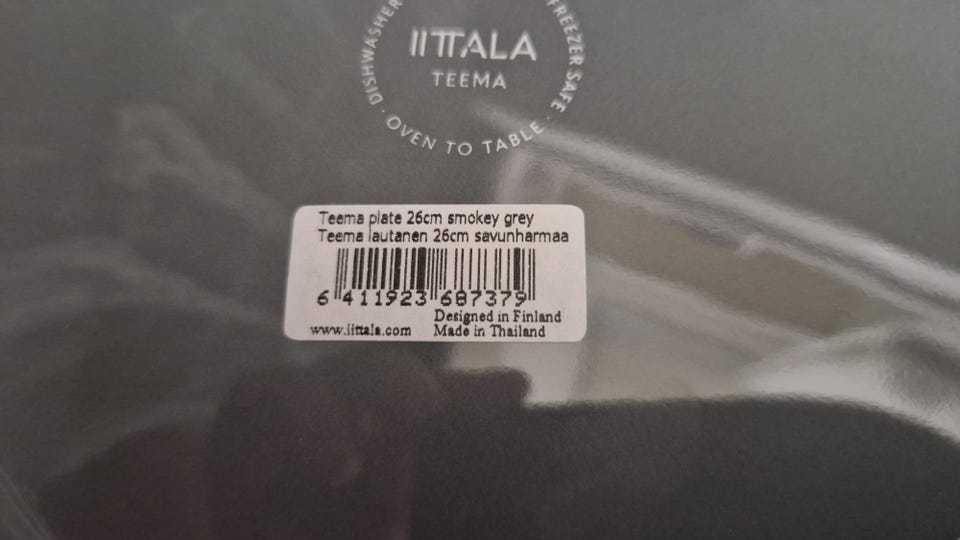 DISHWASHER
FREEZER SAFE
IITTALA
TEEMA
· OVEN TO TABLE ·
Teema plate 26cm smokey grey
Teema lautanen 26cm savunharmaa
6 411923 687379
Designed in Finland
www.iittala.com Made in Thailand